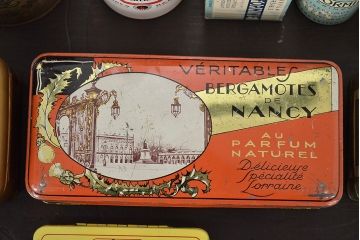 VÉRITABLES
BERGAMOTES
DE
NANCY
AU
PARFUM
NATUREL
Délicieuse
Spécialité
Lorraine